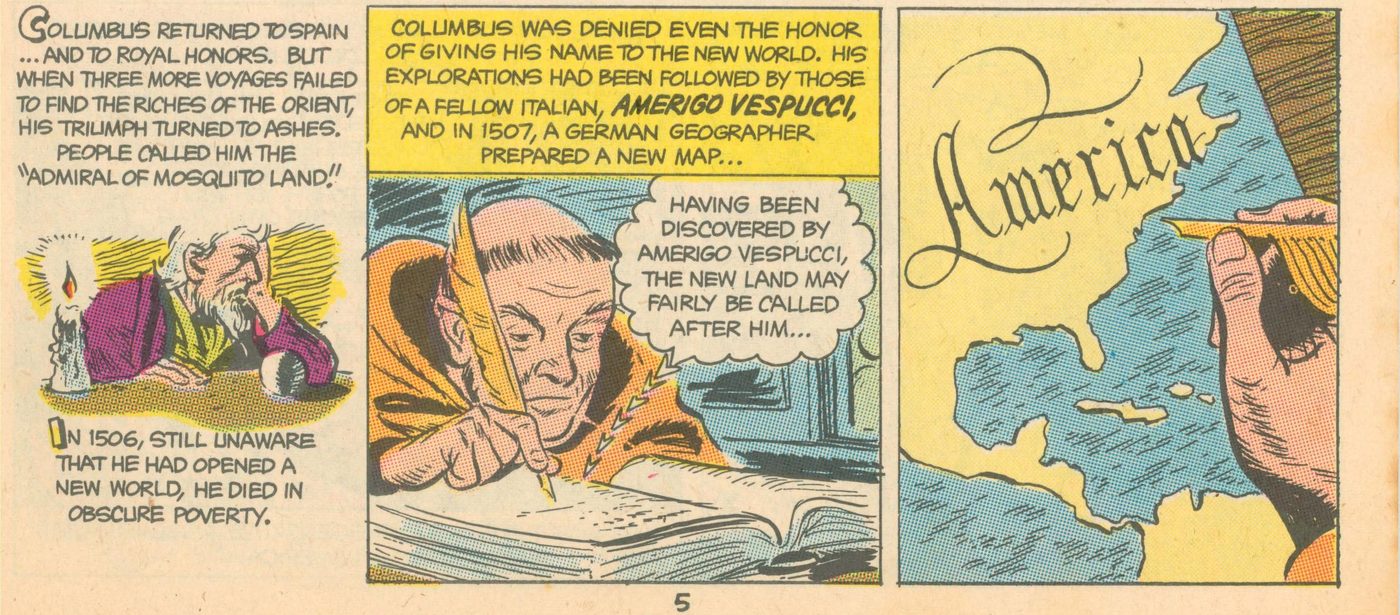 COLUMBUS RETURNED TO SPAIN
...AND TO ROYAL HONORS. BUT
WHEN THREE MORE VOYAGES FAILED
TO FIND THE RICHES OF THE ORIENT,
HIS TRIUMPH TURNED TO ASHES.
PEOPLE CALLED HIM THE
"ADMIRAL OF MOSQUITO LAND!"
IN 1506, STILL UNAWARE
THAT HE HAD OPENED A
NEW WORLD, HE DIED IN
OBSCURE POVERTY.
COLUMBUS WAS DENIED EVEN THE HONOR
OF GIVING HIS NAME TO THE NEW WORLD. HIS
EXPLORATIONS HAD BEEN FOLLOWED BY THOSE
OF A FELLOW ITALIAN, AMERIGO VESPUCCI,
AND IN 1507, A GERMAN GEOGRAPHER
PREPARED A NEW MAP...
HAVING BEEN
DISCOVERED BY
AMERIGO VESPUCCI,
THE NEW LAND MAY
FAIRLY BE CALLED
AFTER HIM...
America
5